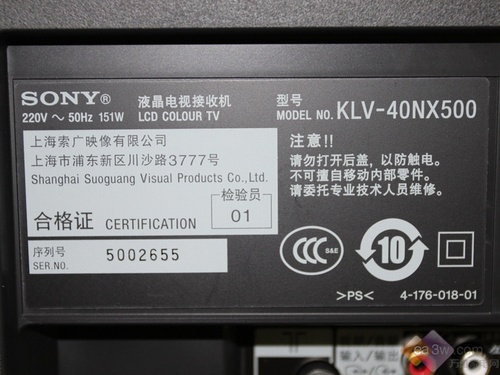 SONY® 液晶电视接收机
220V ~ 50Hz 151W LCD COLOUR TV
型号
MODEL NO. KLV-40NX500
上海索广映像有限公司
上海市浦东新区川沙路3777号
Shanghai Suoguang Visual Products Co.,Ltd.
合格证 CERTIFICATION
检验员
01
序列号
SER.NO. 5002655
注意!!
请勿打开后盖,以防触电。
不可擅自移动内部零件。
请委托专业技术人员维修。
CCC S&E
10
>PS< 4-176-018-01
输入/输出